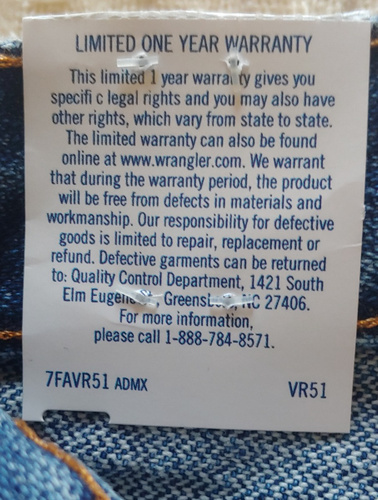 LIMITED ONE YEAR WARRANTY
This limited 1 year warranty gives you
specifi c legal rights and you may also have
other rights, which vary from state to state.
The limited warranty can also be found
online at www.wrangler.com. We warrant
that during the warranty period, the product
will be free from defects in materials and
workmanship. Our responsibility for defective
goods is limited to repair, replacement or
refund. Defective garments can be returned
to: Quality Control Department, 1421 South
Elm Eugene Greensboro, NC 27406.
For more information,
please call 1-888-784-8571.
7FAVR51 ADMX
VR51